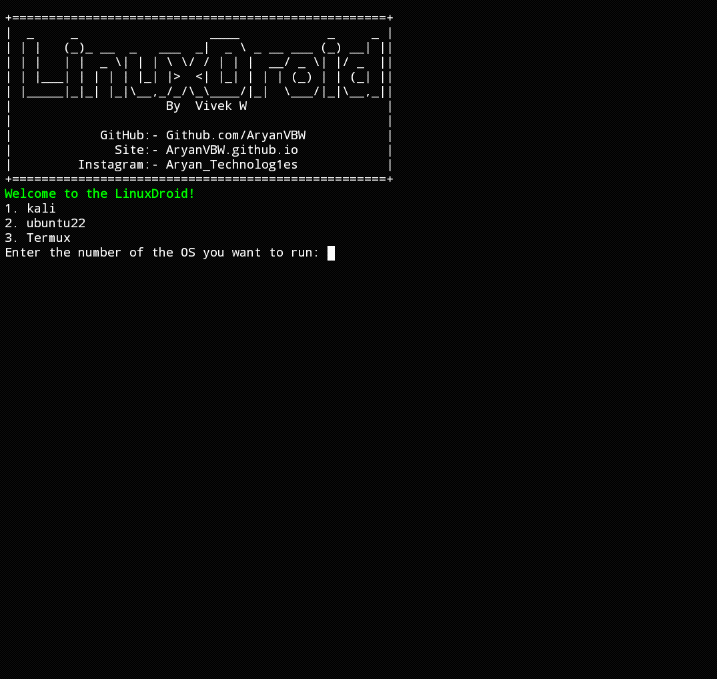 LinuxDroid
By Vivek W
GitHub:- Github.com/AryanVBW
Site:- AryanVBW.github.io
Instagram:- Aryan_Technolog1es
Welcome to the LinuxDroid!
1. kali
2. ubuntu22
3. Termux
Enter the number of the OS you want to run: